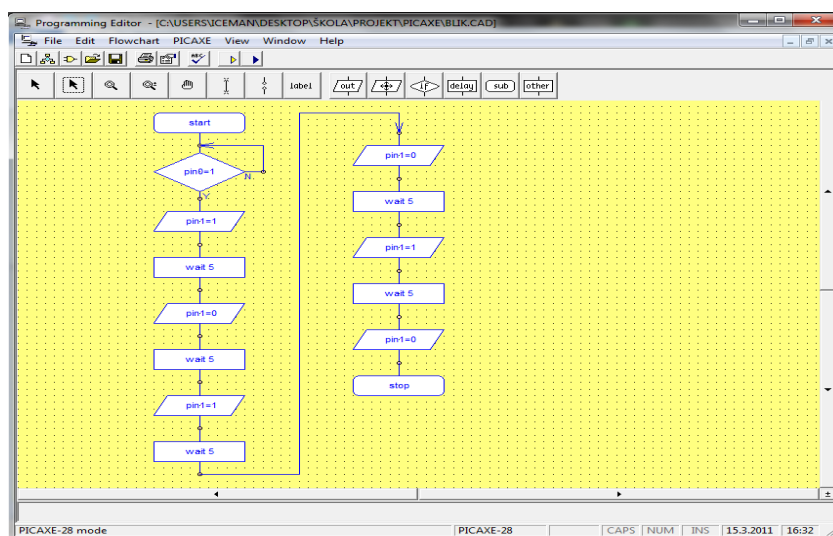 Programming Editor - [C:\USERS\ICEMAN\DESKTOP\ŠKOLA\PROJEKT\PICAXE\BLIK.CAD]
File Edit Flowchart PICAXE View Window Help
ABC
label out if delay sub other
start
pin0=1
N
Y
pin1=1
wait 5
pin1=0
wait 5
pin1=1
wait 5
pin1=0
wait 5
pin1=1
wait 5
pin1=0
stop
PICAXE-28 mode PICAXE-28 CAPS NUM INS 15.3.2011 16:32